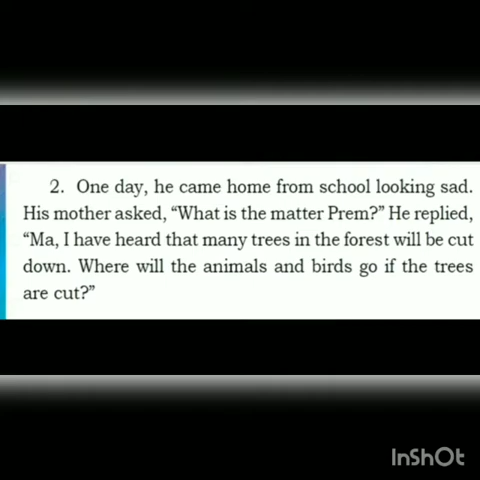 2. One day, he came home from school looking sad.
His mother asked, “What is the matter Prem?” He replied,
“Ma, I have heard that many trees in the forest will be cut
down. Where will the animals and birds go if the trees
are cut?”
InShOt